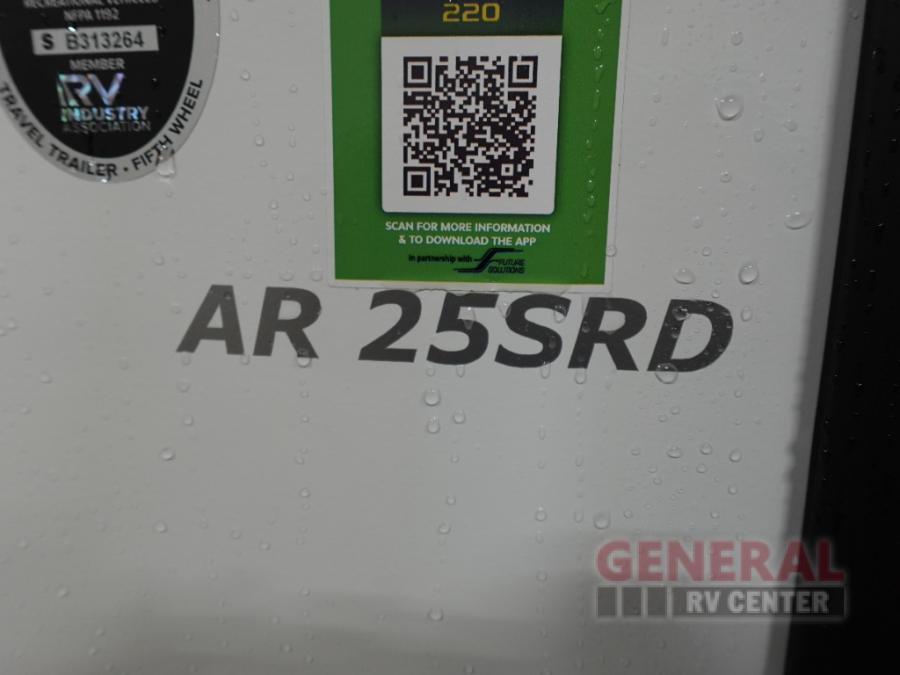 RECREATIONAL VEHICLES
NFPA 1192
S B313264
MEMBER
RV
INDUSTRY
ASSOCIATION
TRAVEL TRAILER • FIFTH WHEEL
220
SCAN FOR MORE INFORMATION
& TO DOWNLOAD THE APP
In partnership with FUTURE
SOLUTIONS
AR 25SRD
GENERAL
RV CENTER